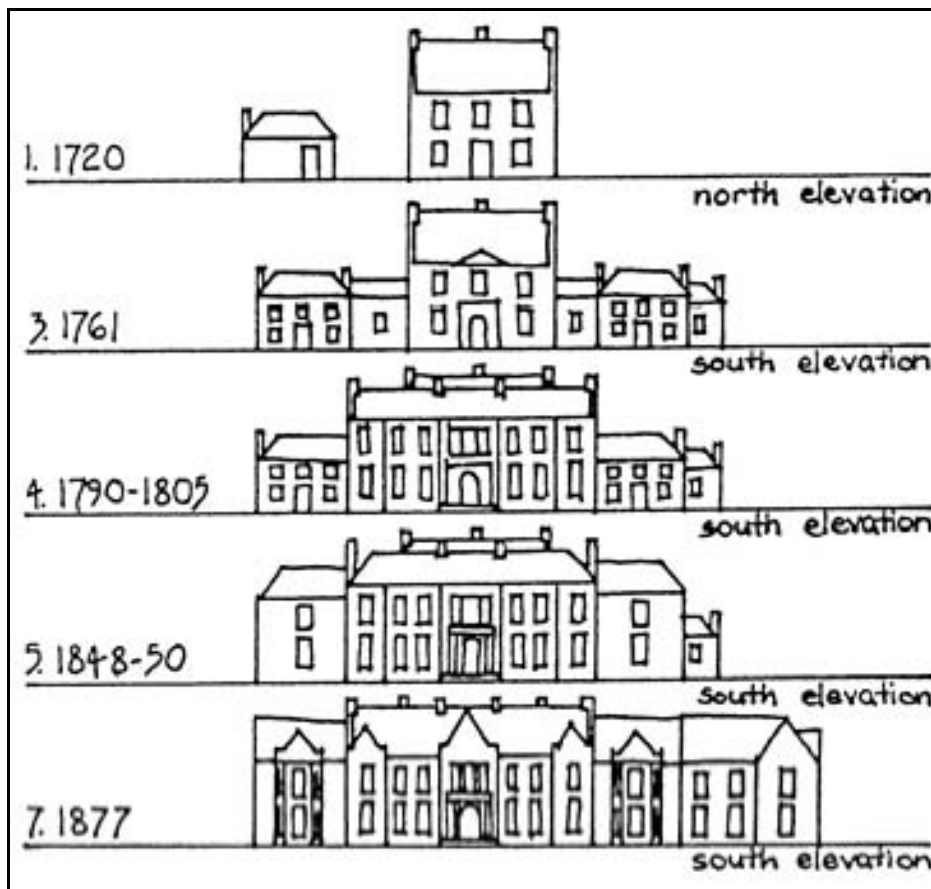 1. 1720
north elevation
3. 1761
south elevation
4. 1790-1805
south elevation
5. 1848-50
south elevation
7. 1877
south elevation